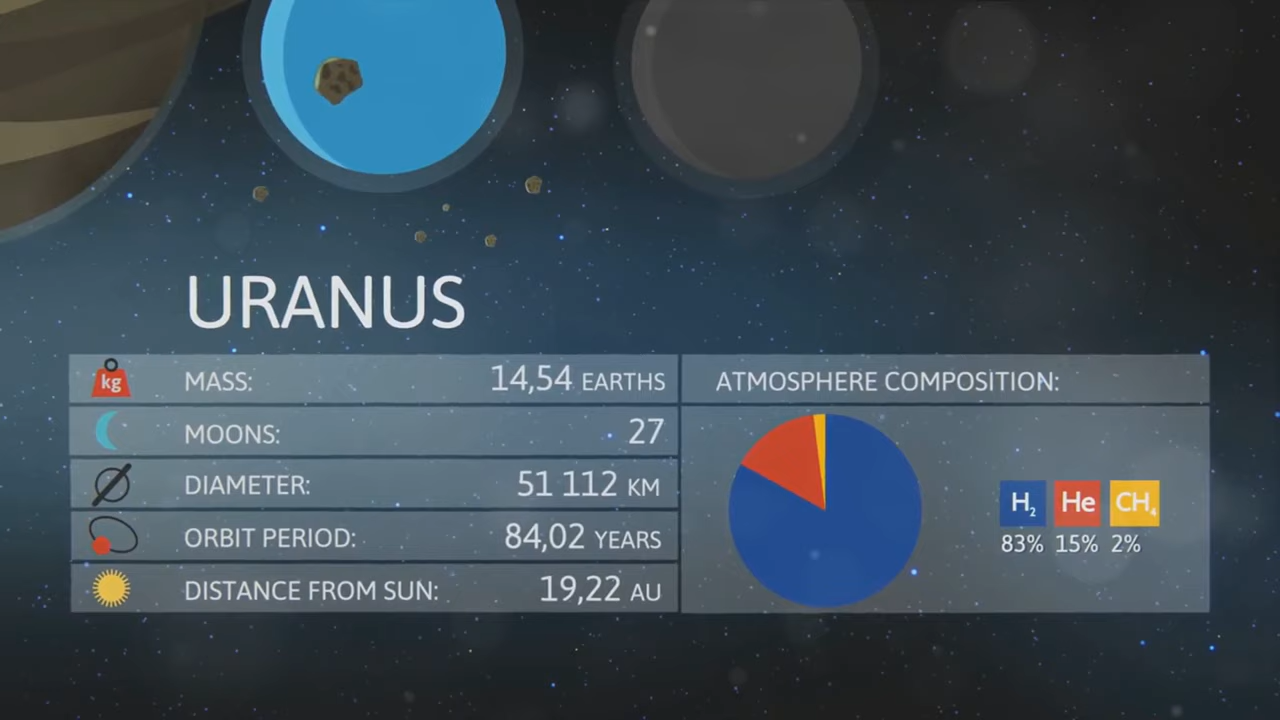 URANUS
kg
MASS: 14,54 EARTHS
MOONS: 27
DIAMETER: 51 112 KM
ORBIT PERIOD: 84,02 YEARS
DISTANCE FROM SUN: 19,22 AU
ATMOSPHERE COMPOSITION:
H₂ He CH₄
83% 15% 2%